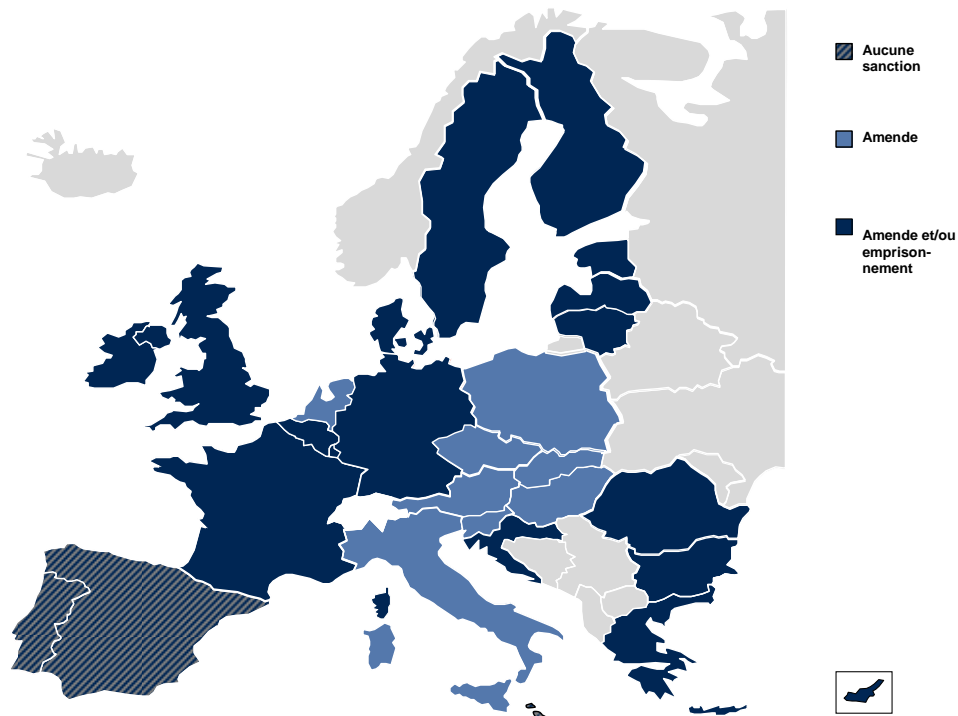 Aucune
sanction
Amende
Amende et/ou
emprison-
nement